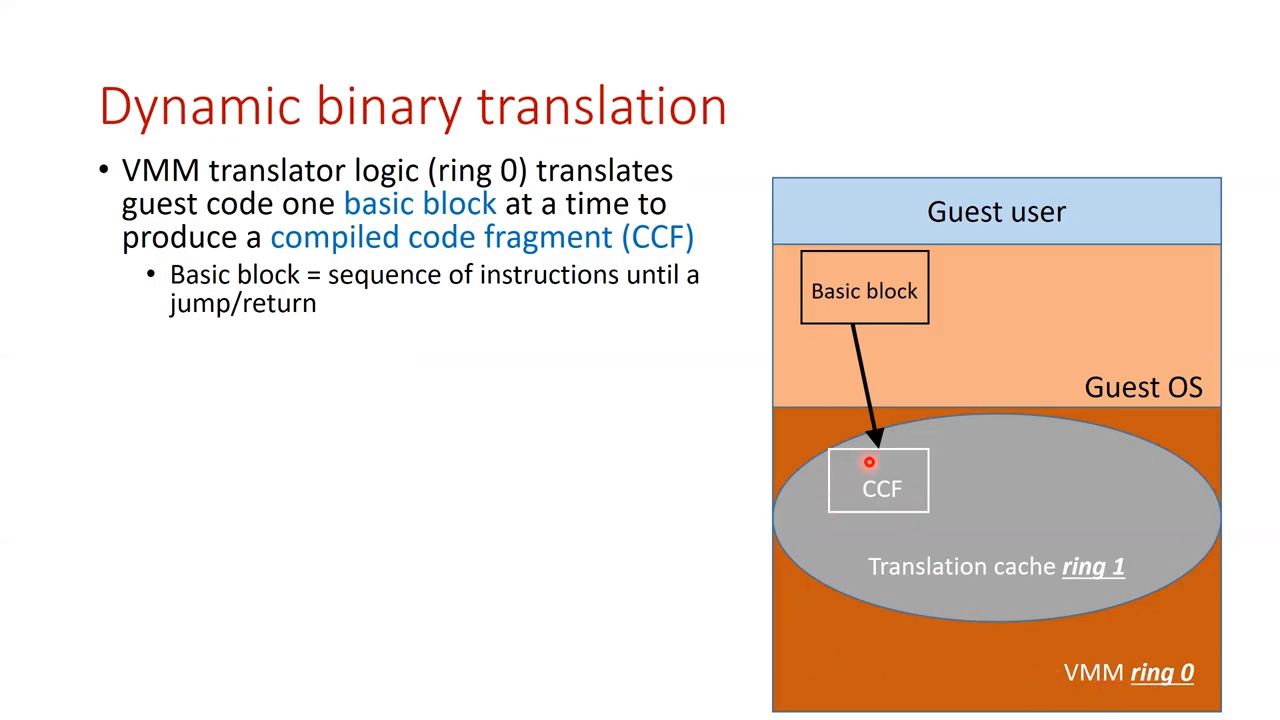 Dynamic binary translation
• VMM translator logic (ring 0) translates
guest code one basic block at a time to
produce a compiled code fragment (CCF)
• Basic block = sequence of instructions until a
jump/return
Guest user
Basic block
Guest OS
CCF
Translation cache ring 1
VMM ring 0